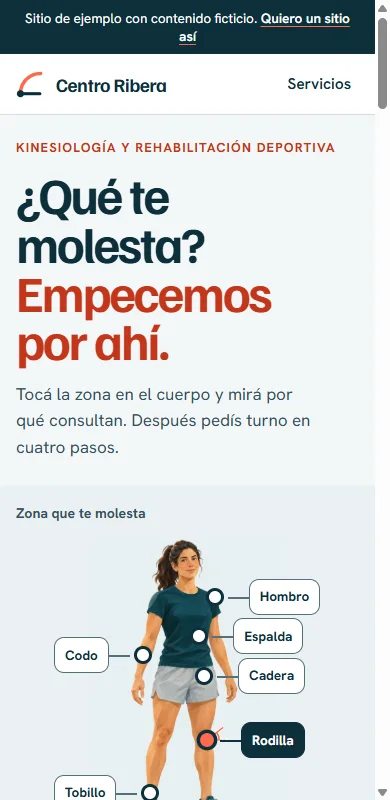 Sitio de ejemplo con contenido ficticio. Quiero un sitio
así
Centro Ribera
Servicios
KINESIOLOGÍA Y REHABILITACIÓN DEPORTIVA
¿Qué te
molesta?
Empecemos
por ahí.
Tocá la zona en el cuerpo y mirá por
qué consultan. Después pedís turno en
cuatro pasos.
Zona que te molesta
Hombro
Espalda
Codo
Cadera
Rodilla
Tobillo